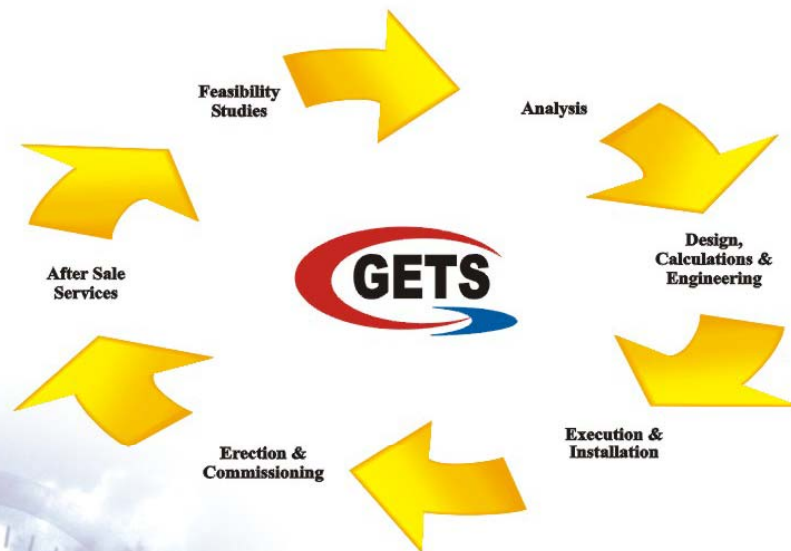 Feasibility
Studies
Analysis
Design,
Calculations &
Engineering
Execution &
Installation
Erection &
Commissioning
After Sale
Services
GETS